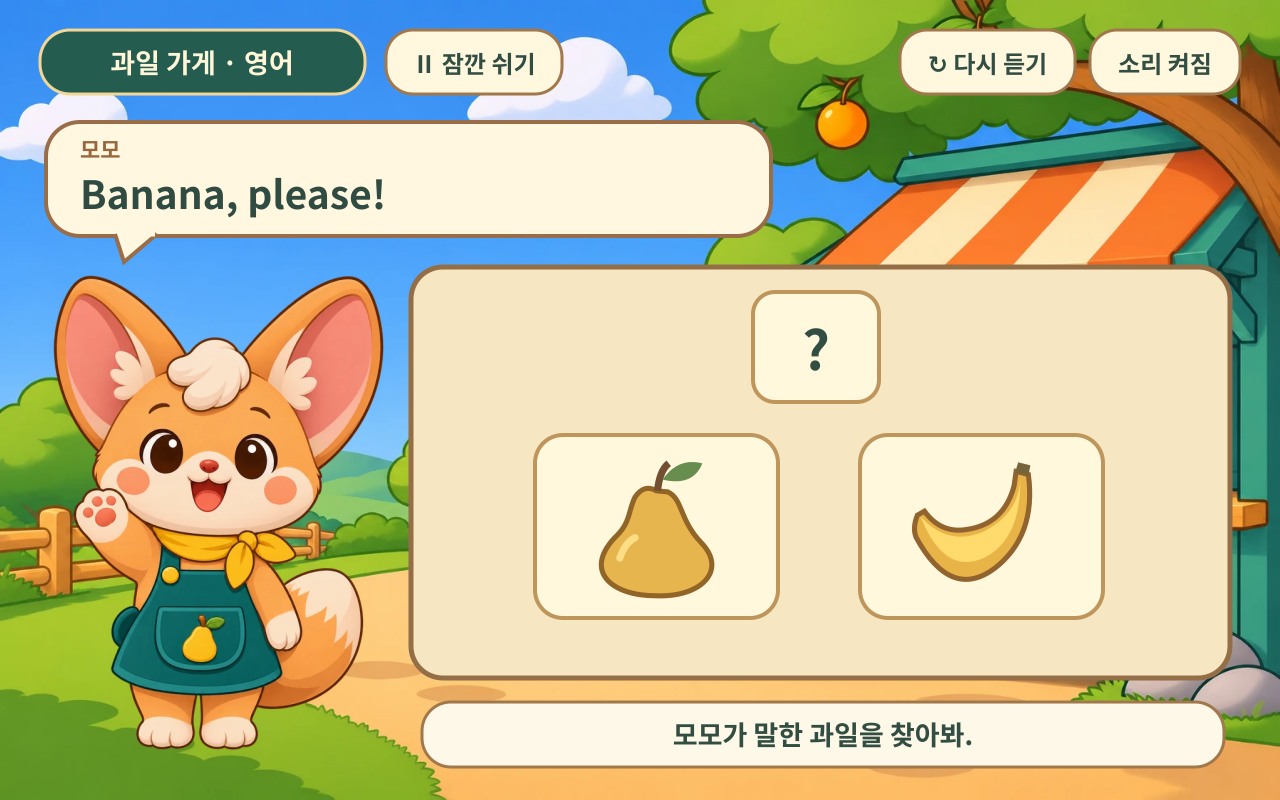 과일 가게 · 영어
II 잠깐 쉬기
↻ 다시 듣기
소리 켜짐
모모
Banana, please!
?
모모가 말한 과일을 찾아봐.